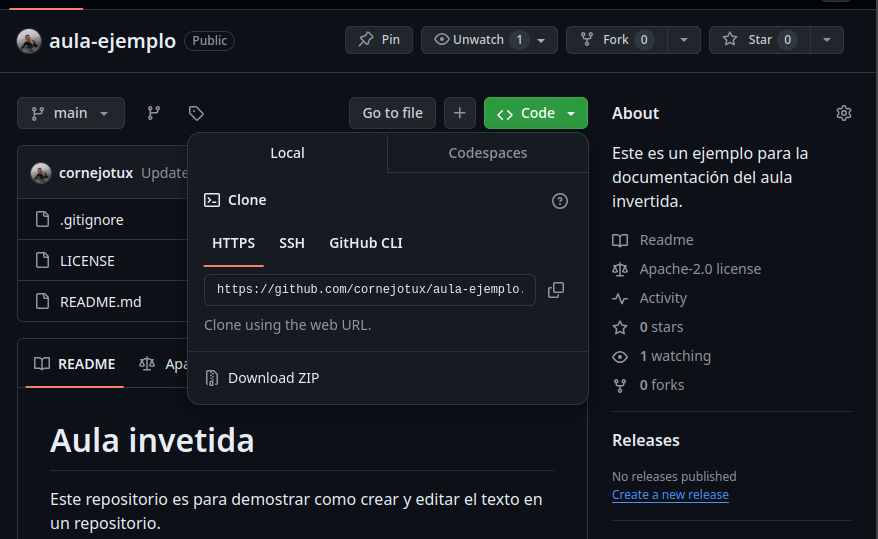 aula-ejemplo Public Pin Unwatch 1 Fork 0 Star 0
main Go to file + Code
Local Codespaces
cornejotux Update
Clone
.gitignore
HTTPS SSH GitHub CLI
LICENSE
https://github.com/cornejotux/aula-ejemplo.
README.md
Clone using the web URL.
README Apa
Download ZIP
Aula invetida
Este repositorio es para demostrar como crear y editar el texto en
un repositorio.
About
Este es un ejemplo para la
documentación del aula
invertida.
Readme
Apache-2.0 license
Activity
0 stars
1 watching
0 forks
Releases
No releases published
Create a new release